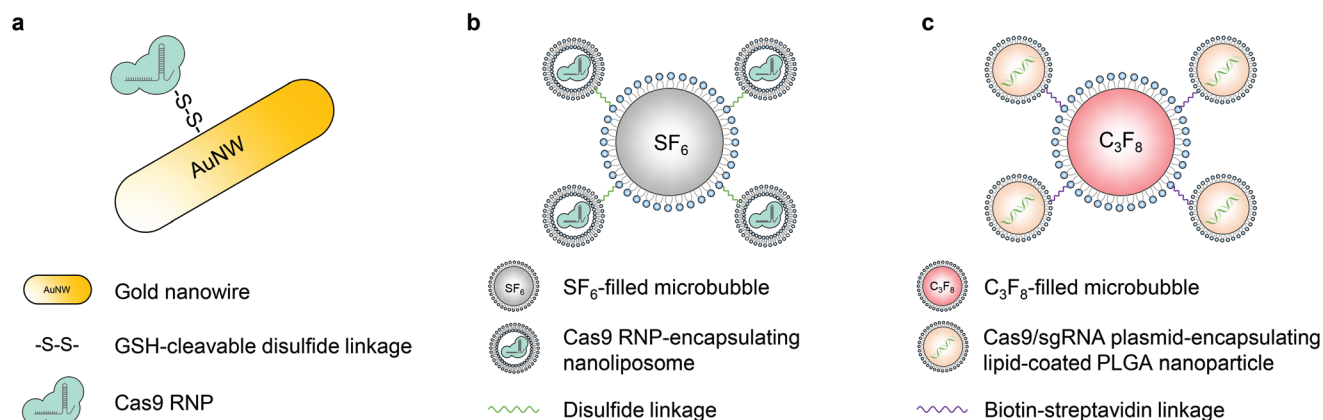 a
-S-S-
AuNW
AuNW
Gold nanowire
-S-S-
GSH-cleavable disulfide linkage
Cas9 RNP
b
SF₆
SF₆
SF₆-filled microbubble
Cas9 RNP-encapsulating
nanoliposome
Disulfide linkage
c
C₃F₈
C₃F₈
C₃F₈-filled microbubble
Cas9/sgRNA plasmid-encapsulating
lipid-coated PLGA nanoparticle
Biotin-streptavidin linkage